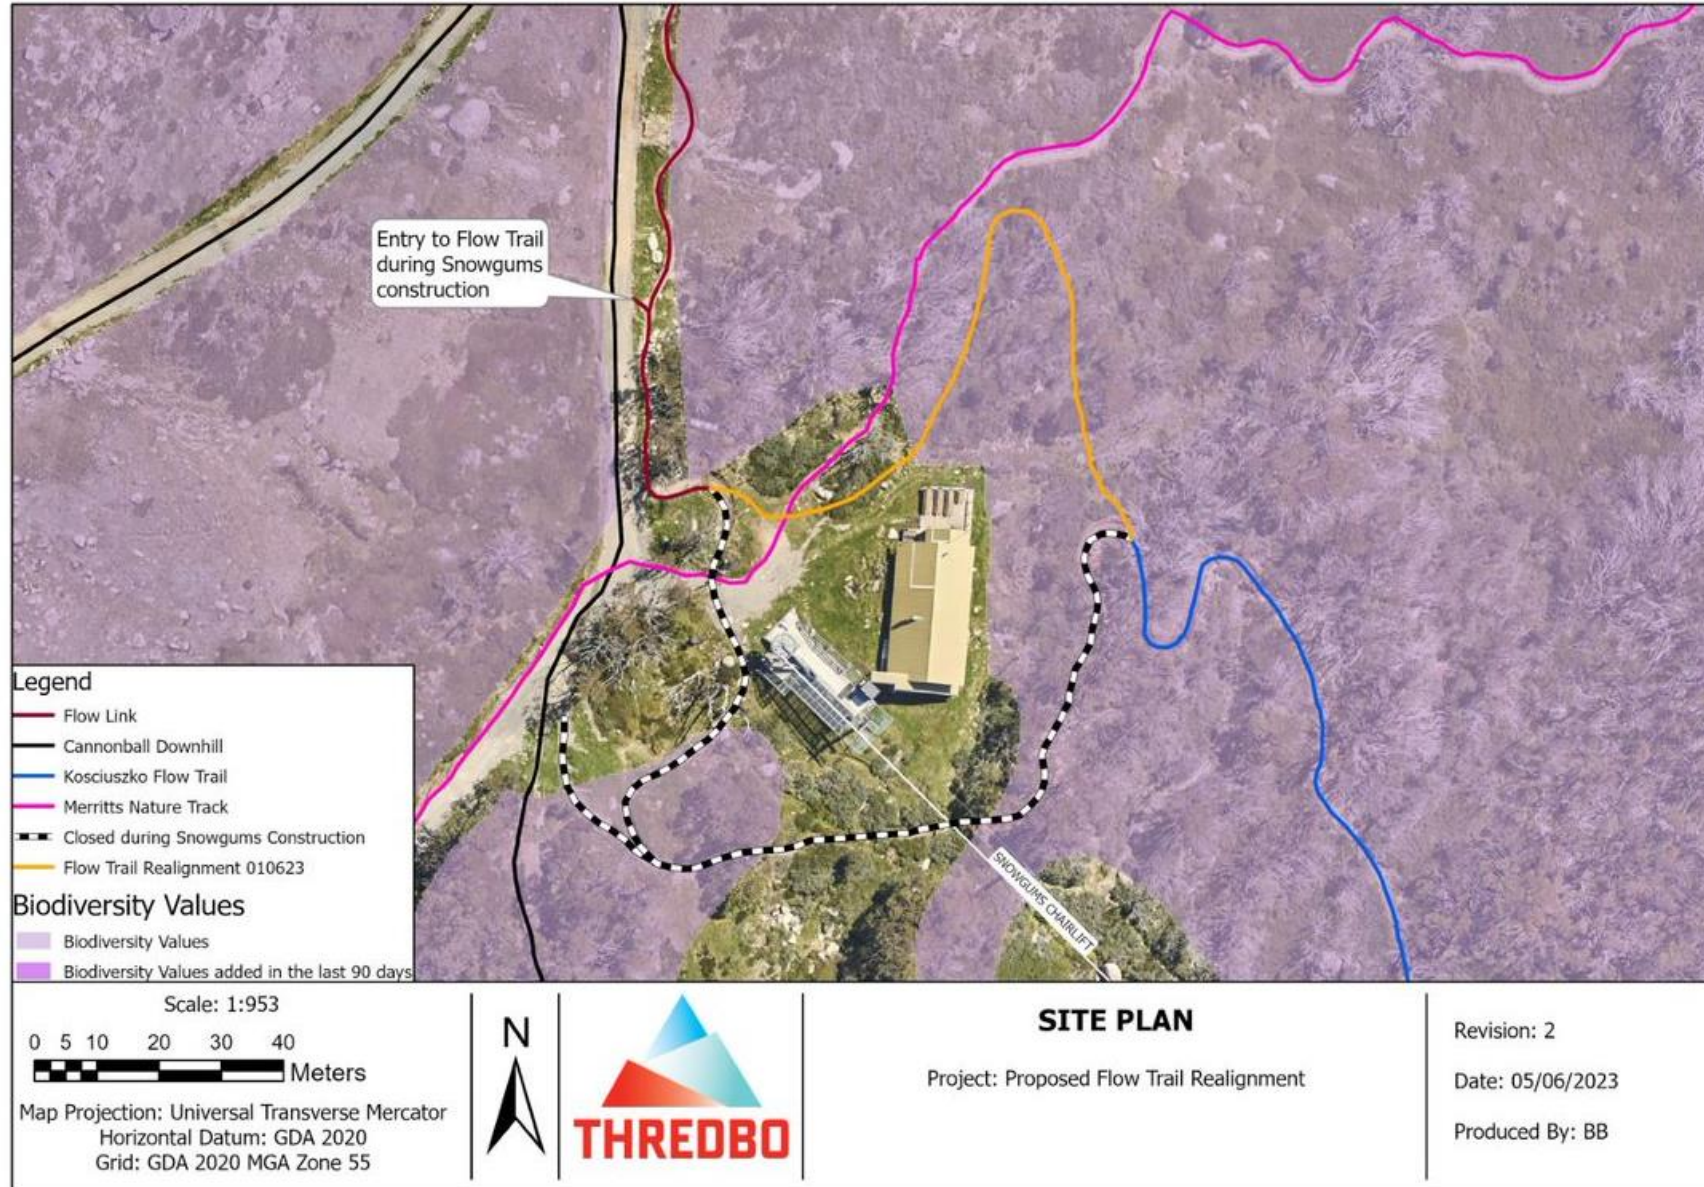 Entry to Flow Trail
during Snowgums
construction
SNOWGUMS CHAIRLIFT
Legend
Flow Link
Cannonball Downhill
Kosciuszko Flow Trail
Merritts Nature Track
Closed during Snowgums Construction
Flow Trail Realignment 010623
Biodiversity Values
Biodiversity Values
Biodiversity Values added in the last 90 days
Scale: 1:953
0 5 10 20 30 40
Meters
Map Projection: Universal Transverse Mercator
Horizontal Datum: GDA 2020
Grid: GDA 2020 MGA Zone 55
N
THREDBO
SITE PLAN
Project: Proposed Flow Trail Realignment
Revision: 2
Date: 05/06/2023
Produced By: BB